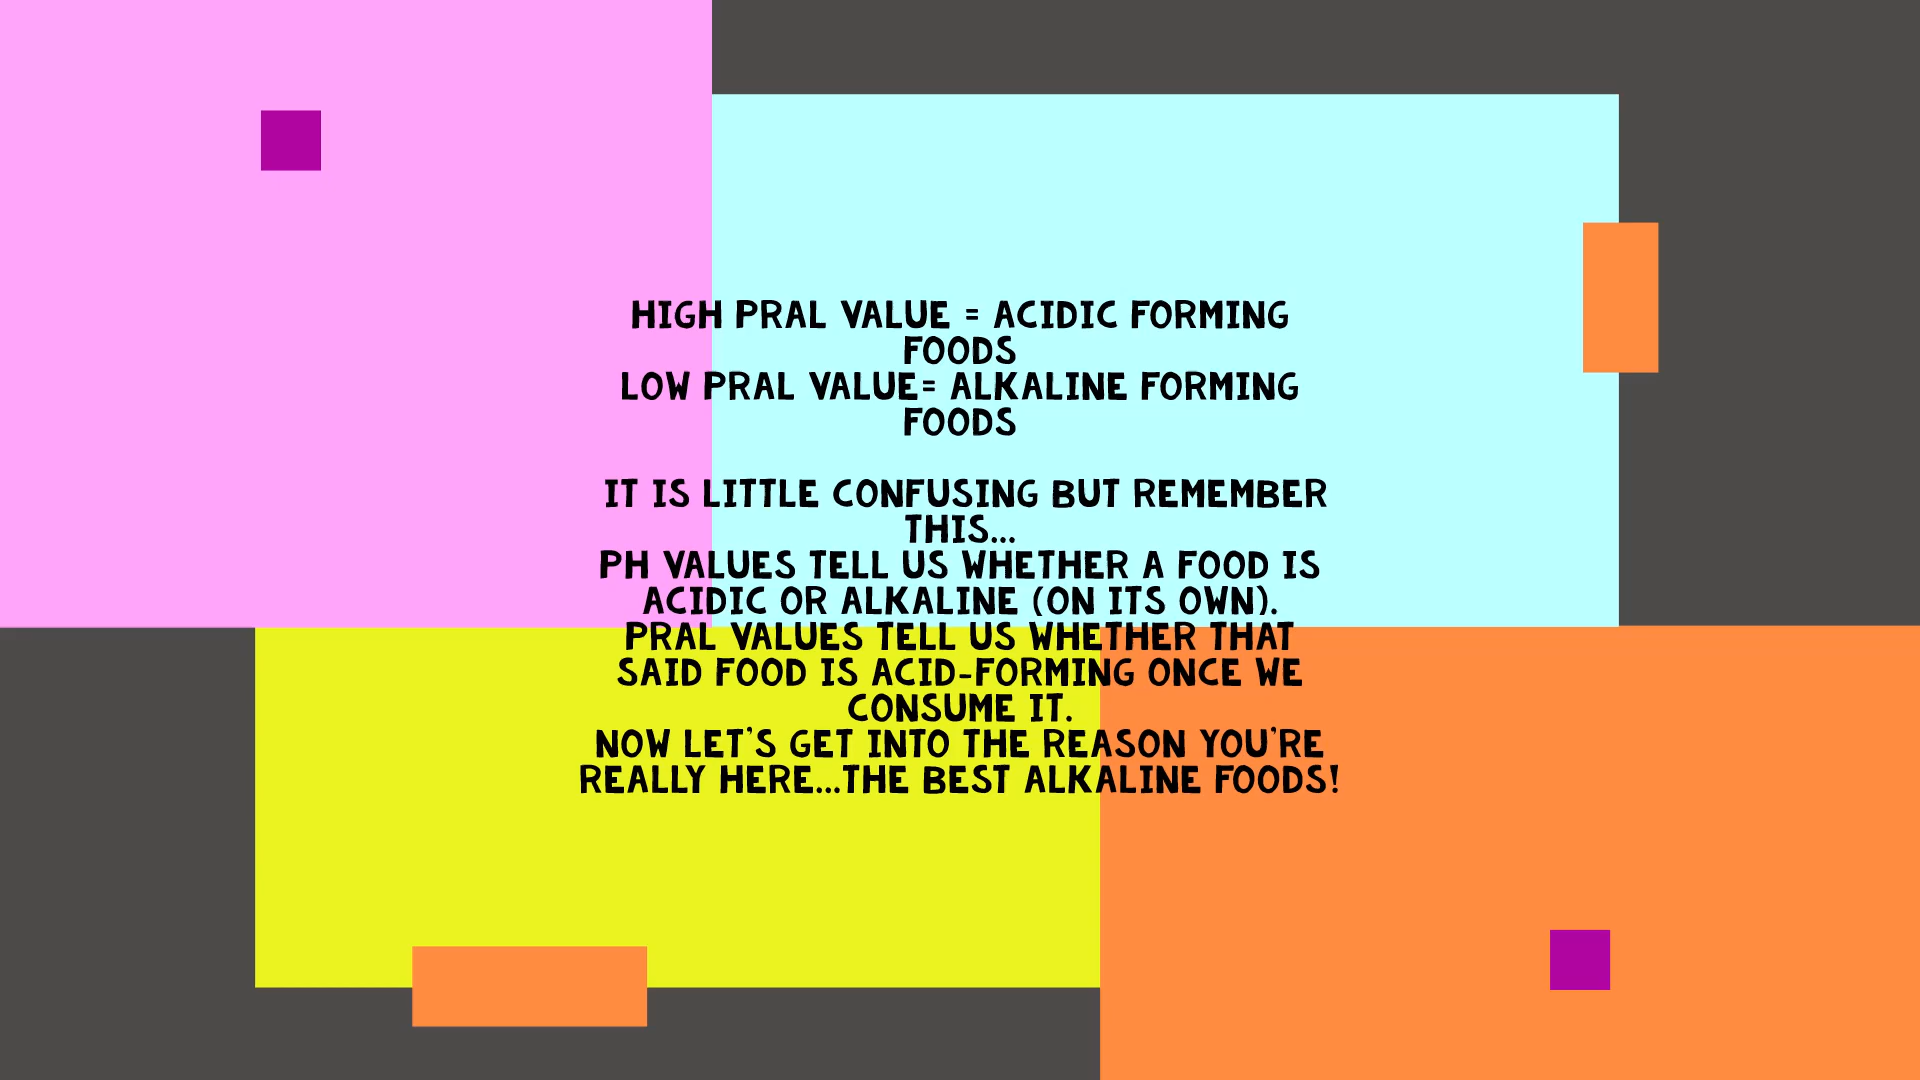 HIGH PRAL VALUE = ACIDIC FORMING
FOODS
LOW PRAL VALUE= ALKALINE FORMING
FOODS
IT IS LITTLE CONFUSING BUT REMEMBER
THIS...
PH VALUES TELL US WHETHER A FOOD IS
ACIDIC OR ALKALINE (ON ITS OWN).
PRAL VALUES TELL US WHETHER THAT
SAID FOOD IS ACID-FORMING ONCE WE
CONSUME IT.
NOW LET'S GET INTO THE REASON YOU'RE
REALLY HERE...THE BEST ALKALINE FOODS!